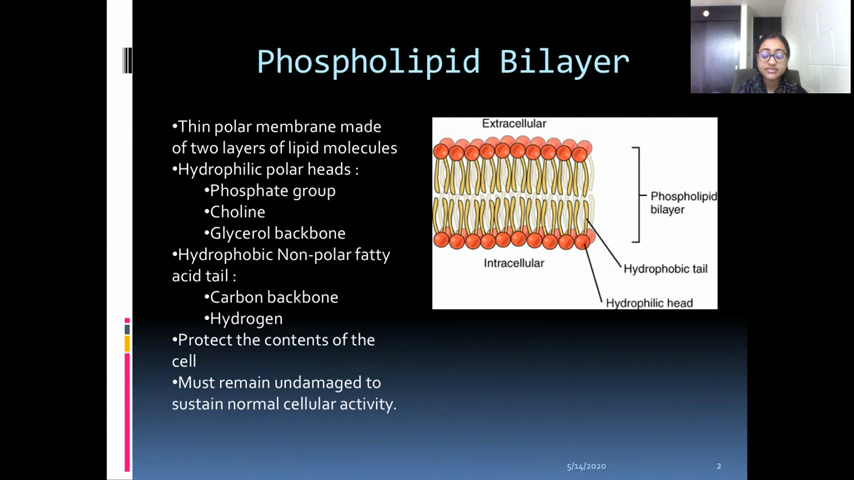 Phospholipid Bilayer
•Thin polar membrane made
of two layers of lipid molecules
•Hydrophilic polar heads :
•Phosphate group
•Choline
•Glycerol backbone
•Hydrophobic Non-polar fatty
acid tail :
•Carbon backbone
•Hydrogen
•Protect the contents of the
cell
•Must remain undamaged to
sustain normal cellular activity.
Extracellular
Phospholipid
bilayer
Intracellular
Hydrophobic tail
Hydrophilic head
5/14/2020
2